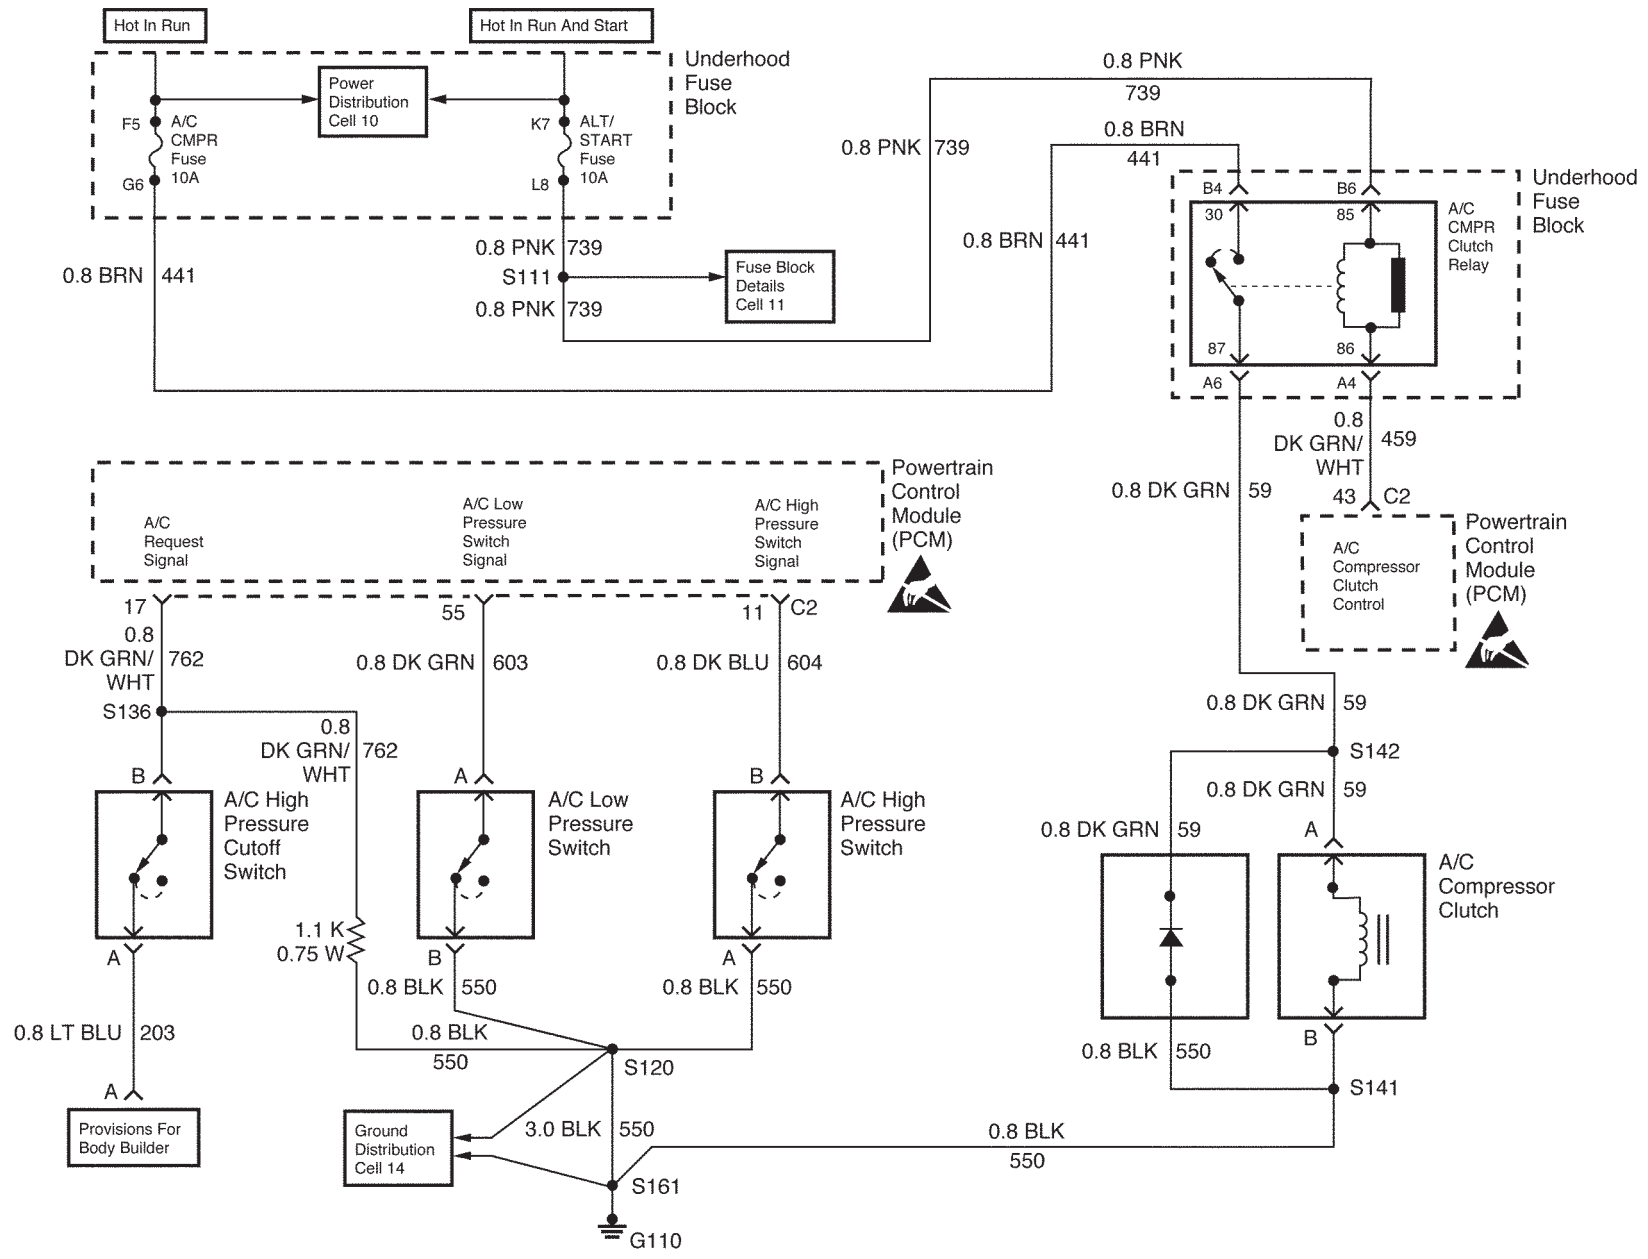 Hot In Run
Hot In Run And Start
Underhood
Fuse
Block
Power
Distribution
Cell 10
F5
A/C
CMPR
Fuse
10A
G6
K7
ALT/
START
Fuse
10A
L8
0.8 PNK
739
0.8 PNK 739
0.8 BRN
441
Underhood
Fuse
Block
B4
B6
30
85
A/C
CMPR
Clutch
Relay
87
86
A6
A4
0.8 BRN 441
0.8 PNK 739
S111
0.8 PNK 739
Fuse Block
Details
Cell 11
0.8 BRN 441
0.8
DK GRN/
WHT
459
43 C2
0.8 DK GRN 59
Powertrain
Control
Module
(PCM)
A/C
Compressor
Clutch
Control
Powertrain
Control
Module
(PCM)
A/C
Request
Signal
A/C Low
Pressure
Switch
Signal
A/C High
Pressure
Switch
Signal
17
55
11 C2
0.8
DK GRN/
WHT
762
0.8 DK GRN 603
0.8 DK BLU 604
S136
0.8
DK GRN/
WHT
762
B
A
B
A/C High
Pressure
Cutoff
Switch
A/C Low
Pressure
Switch
A/C High
Pressure
Switch
1.1 K
0.75 W
A
B
A
0.8 BLK 550
0.8 BLK 550
0.8 LT BLU 203
0.8 BLK
550
S120
A
Provisions For
Body Builder
Ground
Distribution
Cell 14
3.0 BLK 550
S161
G110
0.8 DK GRN 59
S142
0.8 DK GRN 59
0.8 DK GRN 59
A
A/C
Compressor
Clutch
B
0.8 BLK 550
S141
0.8 BLK
550